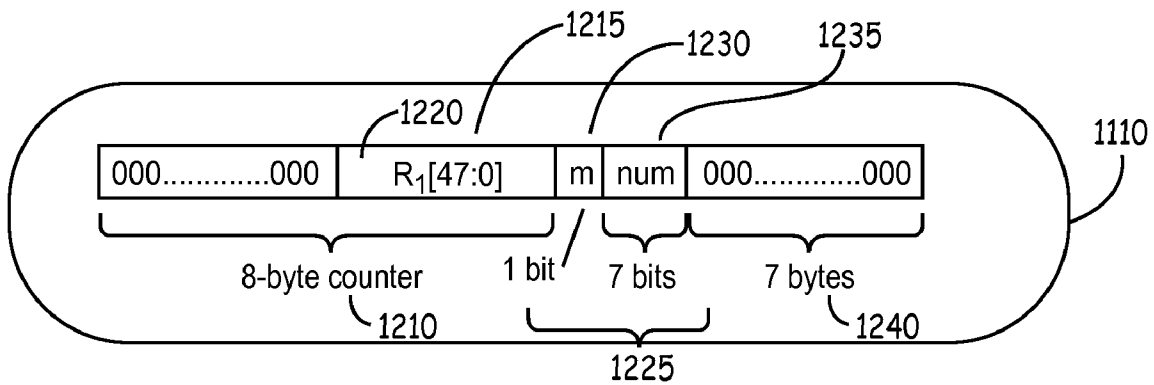 1215 1230 1235
1220 1110
000.............000 R₁[47:0] m num 000............000
8-byte counter 1 bit 7 bits 7 bytes
1210 1240
1225